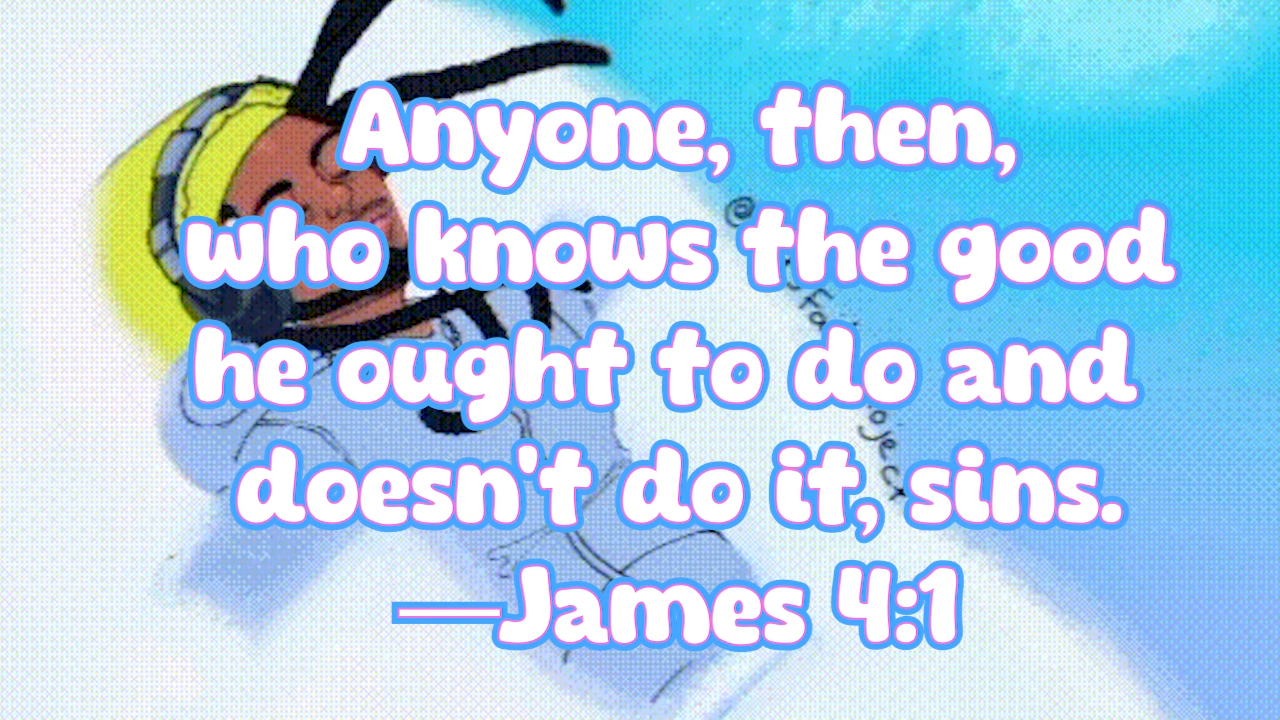 Anyone, then,
who knows the good
he ought to do and
doesn't do it, sins.
—James 4:1